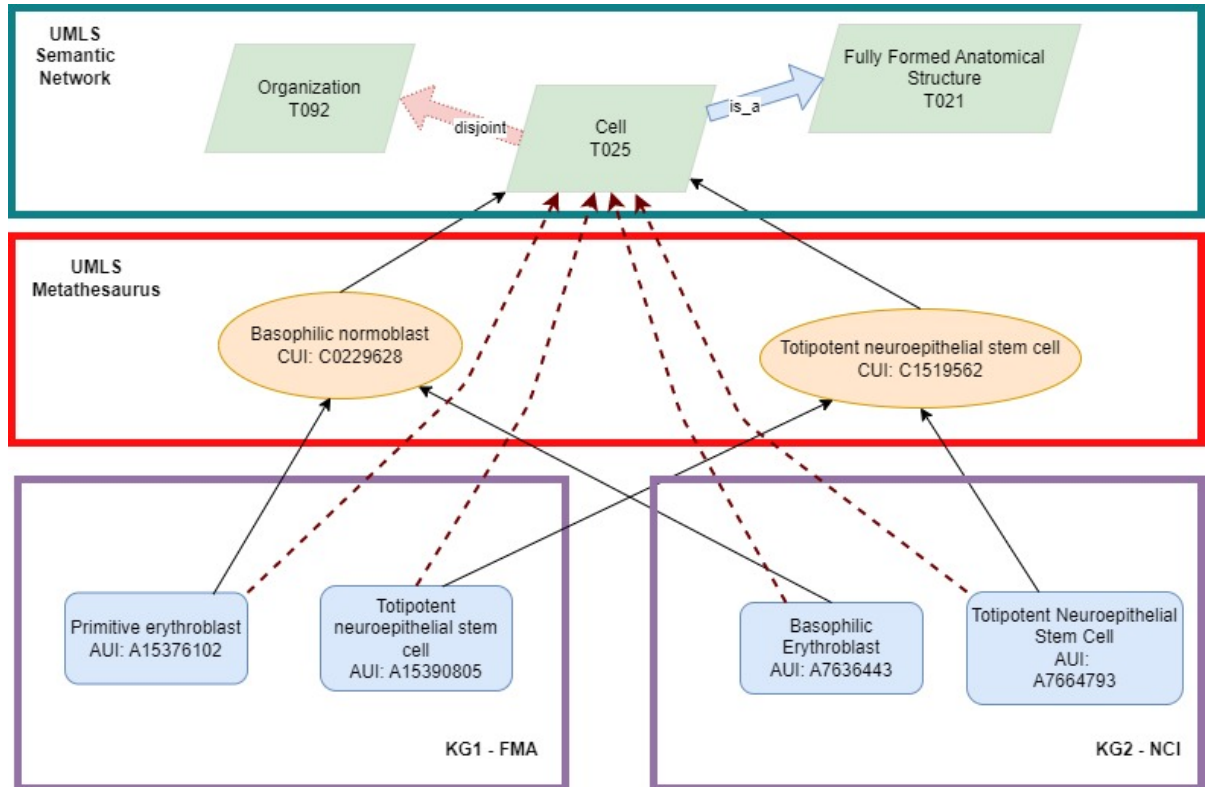 UMLS
Semantic
Network
Organization
T092
disjoint
Cell
T025
is_a
Fully Formed Anatomical
Structure
T021
UMLS
Metathesaurus
Basophilic normoblast
CUI: C0229628
Totipotent neuroepithelial stem cell
CUI: C1519562
Primitive erythroblast
AUI: A15376102
Totipotent
neuroepithelial stem
cell
AUI: A15390805
KG1 - FMA
Basophilic
Erythroblast
AUI: A7636443
Totipotent Neuroepithelial
Stem Cell
AUI:
A7664793
KG2 - NCI